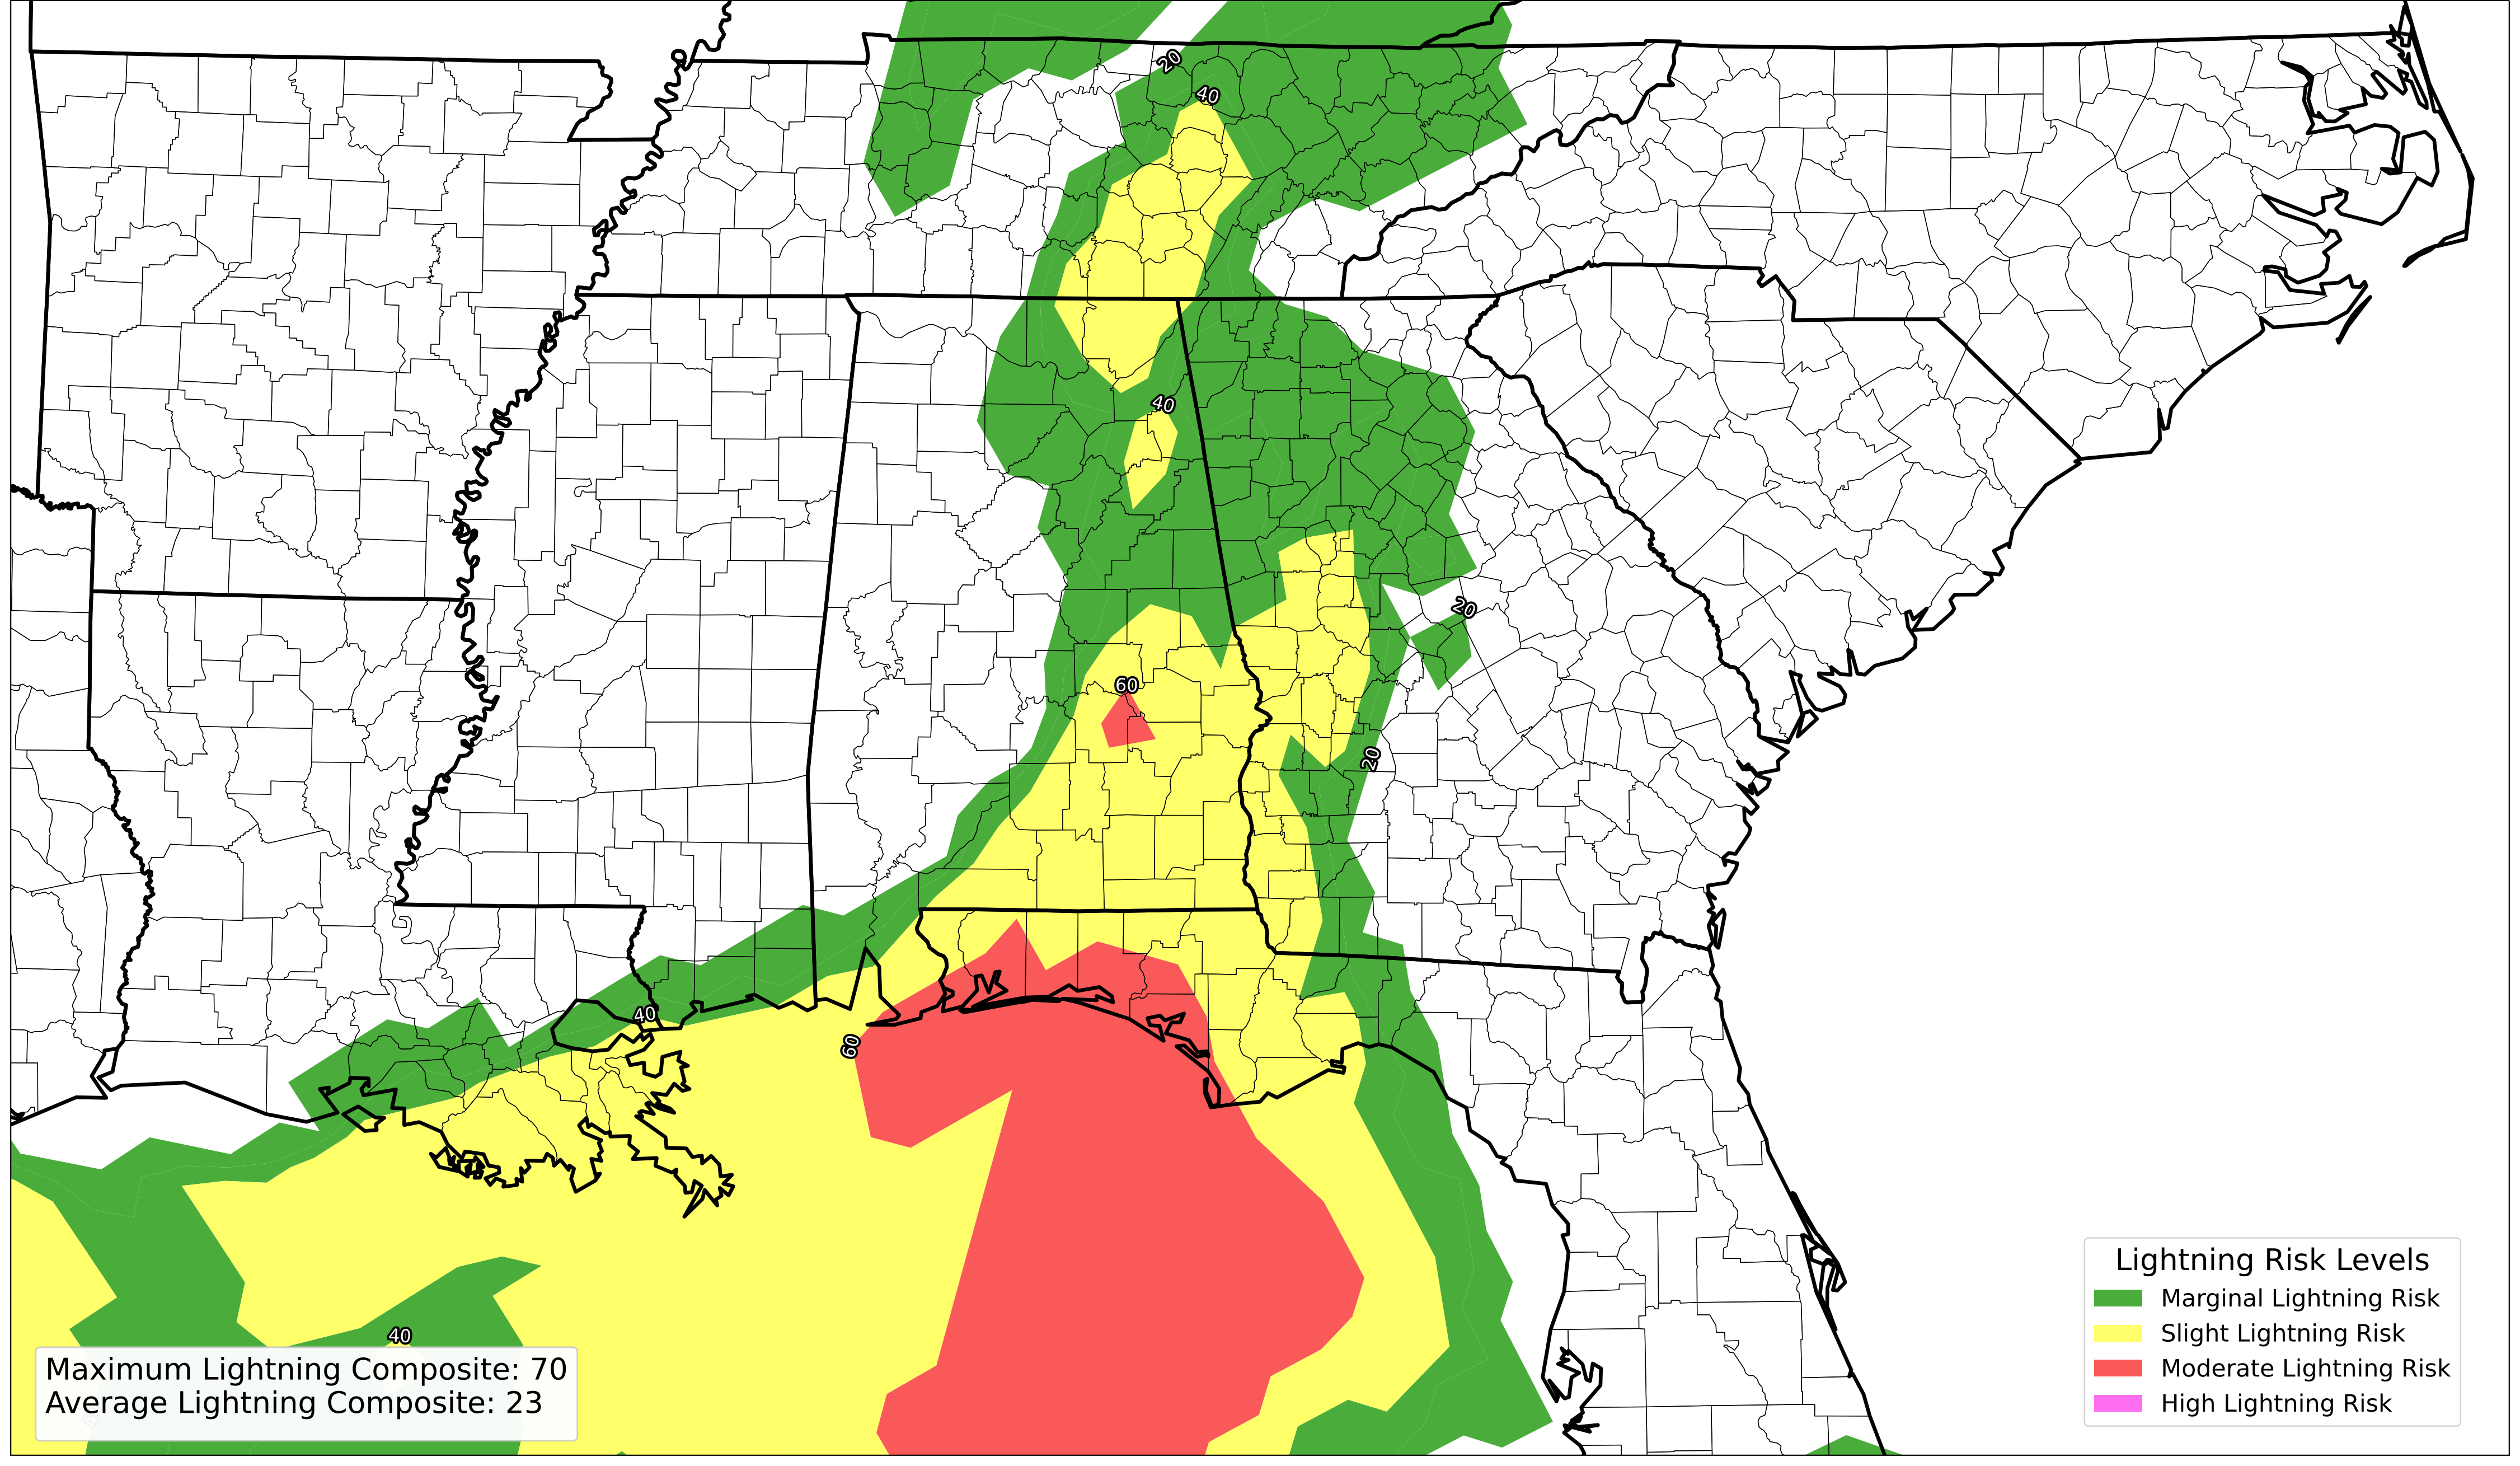 20
40
40
20
60
20
40
60
40
Lightning Risk Levels
Marginal Lightning Risk
Slight Lightning Risk
Moderate Lightning Risk
High Lightning Risk
Maximum Lightning Composite: 70
Average Lightning Composite: 23